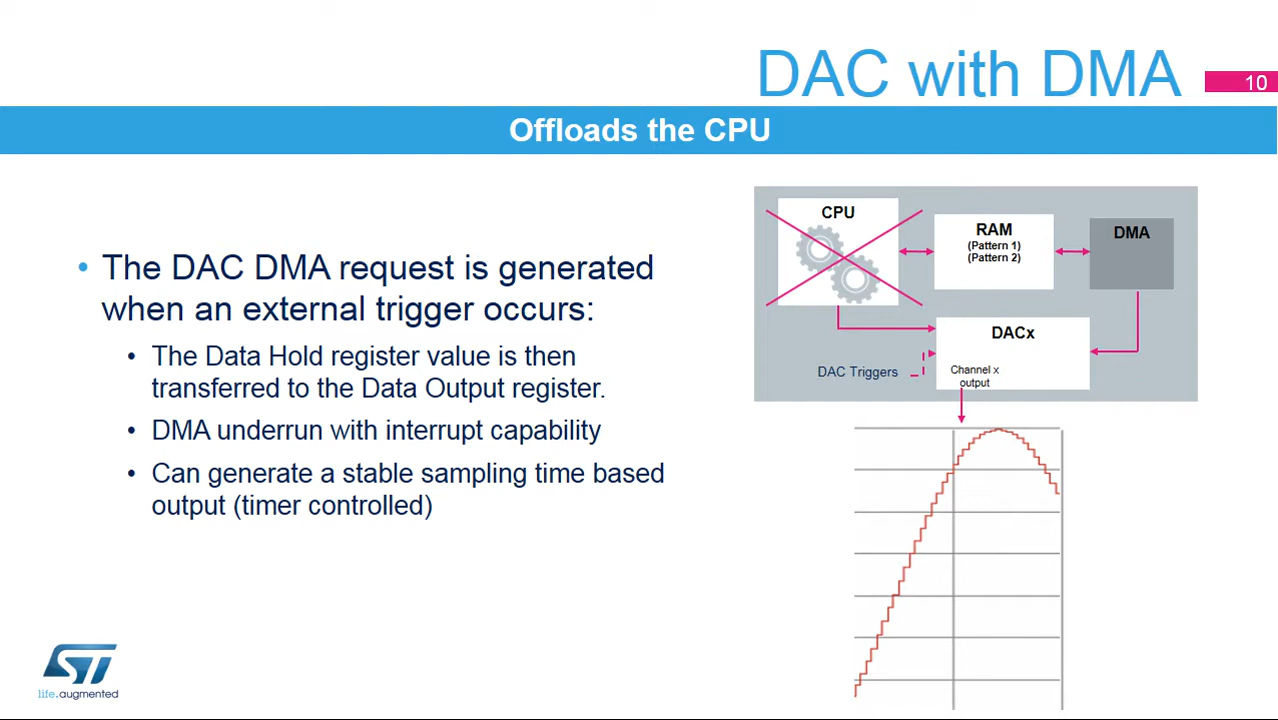 DAC with DMA
10
Offloads the CPU
• The DAC DMA request is generated
when an external trigger occurs:
• The Data Hold register value is then
transferred to the Data Output register.
• DMA underrun with interrupt capability
• Can generate a stable sampling time based
output (timer controlled)
CPU
RAM
(Pattern 1)
(Pattern 2)
DMA
DACx
DAC Triggers
Channel x
output
ST
life.augmented